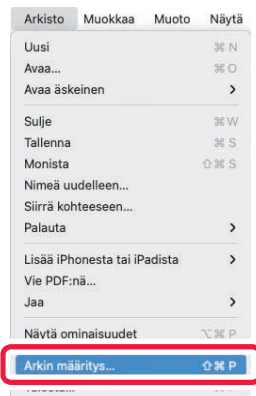 Arkisto Muokkaa Muoto Näytä
Uusi ⌘ N
Avaa... ⌘ O
Avaa äskeinen >
Sulje ⌘ W
Tallenna ⌘ S
Monista ⇧ ⌘ S
Nimeä uudelleen...
Siirrä kohteeseen...
Palauta >
Lisää iPhonesta tai iPadista >
Vie PDF:nä...
Jaa >
Näytä ominaisuudet ⌥ ⌘ P
Arkin määritys... ⇧ ⌘ P